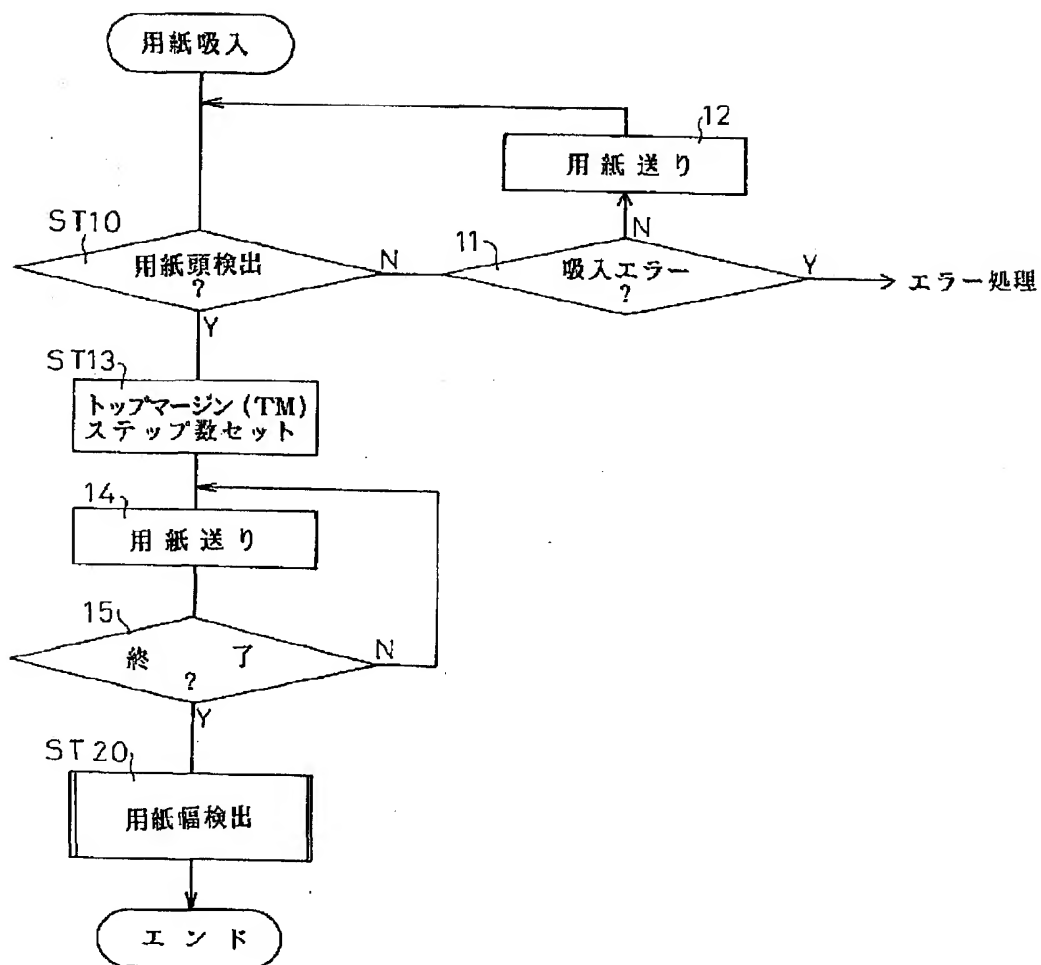 用紙吸入
12
用紙送り
ST10
用紙頭検出
?
N
11
吸入エラー
?
N
Y
エラー処理
Y
ST13
トップマージン(TM)
ステップ数セット
14
用紙送り
15
終了
?
N
Y
ST20
用紙幅検出
エンド